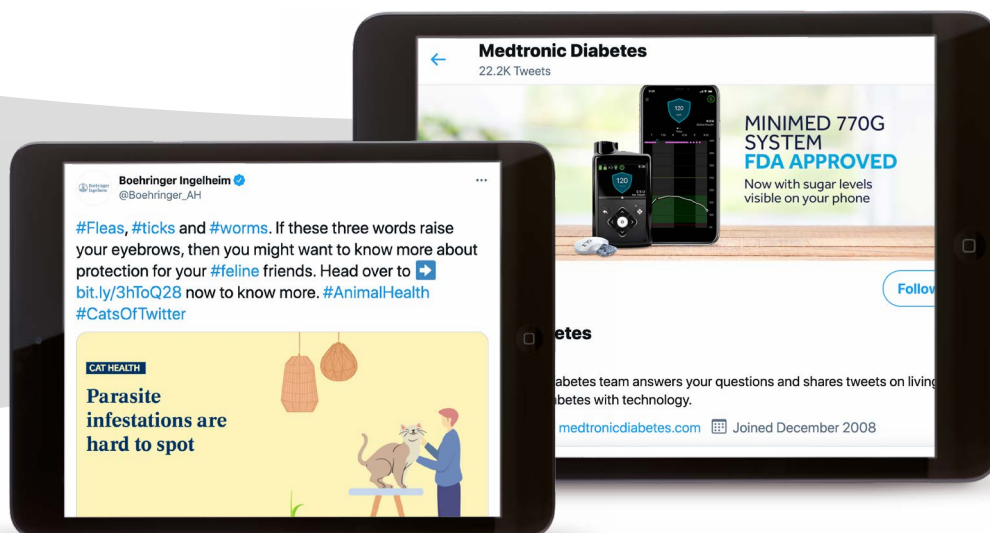 Boehringer Ingelheim
@Boehringer_AH
#Fleas, #ticks and #worms. If these three words raise
your eyebrows, then you might want to know more about
protection for your #feline friends. Head over to ➡
bit.ly/3hToQ28 now to know more. #AnimalHealth
#CatsOfTwitter
CAT HEALTH
Parasite
infestations are
hard to spot
Medtronic Diabetes
22.2K Tweets
120
120
MINIMED 770G
SYSTEM
FDA APPROVED
Now with sugar levels
visible on your phone
Follow
etes
abetes team answers your questions and shares tweets on living
betes with technology.
medtronicdiabetes.com Joined December 2008